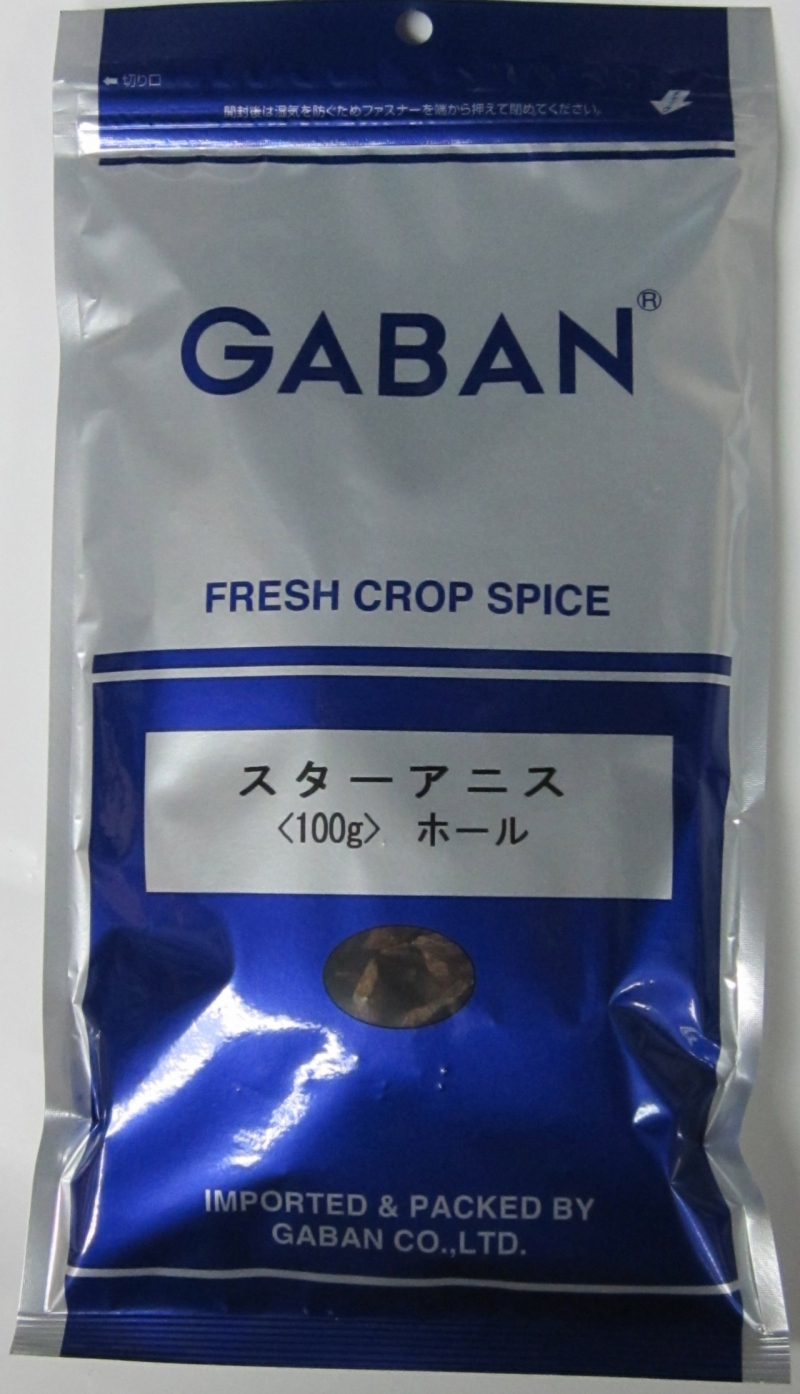 切り口
開封後は湿気を防ぐためファスナーを端から押えて閉めてください。
GABAN®
FRESH CROP SPICE
スターアニス
〈100g〉 ホール
IMPORTED & PACKED BY
GABAN CO.,LTD.